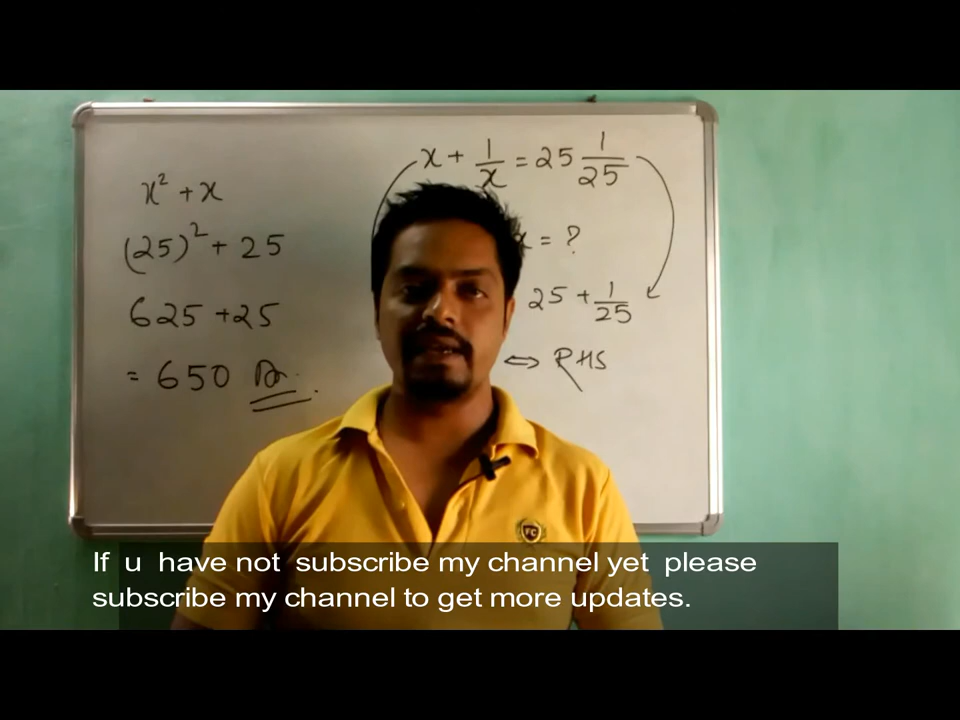 x² + x
(25)² + 25
625 + 25
= 650
x + 1/x = 25 1/25
x = ?
25 + 1/25
⇔ RHS
FC
If u have not subscribe my channel yet please
subscribe my channel to get more updates.